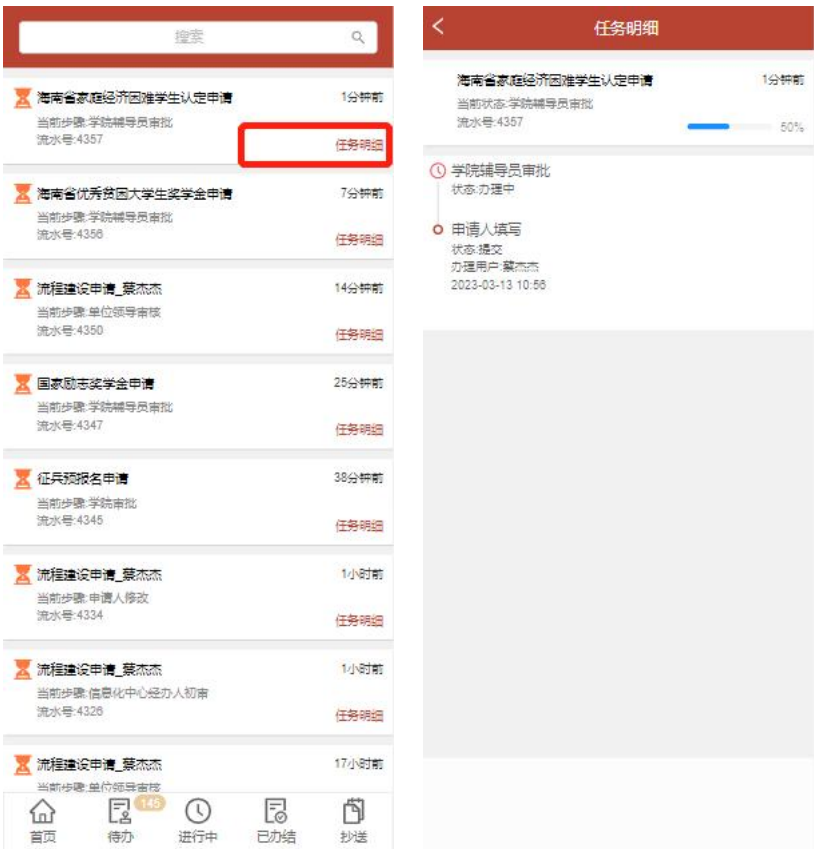 搜索
海南省家庭经济困难学生认定申请
1分钟前
当前步骤:学院辅导员审批
流水号:4357
任务明细
海南省优秀贫困大学生奖学金申请
7分钟前
当前步骤:学院辅导员审批
流水号:4356
任务明细
流程建设申请_蔡杰杰
14分钟前
当前步骤:单位领导审核
流水号:4350
任务明细
国家励志奖学金申请
25分钟前
当前步骤:学院辅导员审批
流水号:4347
任务明细
征兵预报名申请
38分钟前
当前步骤:学院审批
流水号:4345
任务明细
流程建设申请_蔡杰杰
1小时前
当前步骤:申请人修改
流水号:4334
任务明细
流程建设申请_蔡杰杰
1小时前
当前步骤:信息化中心经办人初审
流水号:4326
任务明细
流程建设申请_蔡杰杰
17小时前
当前步骤:单位领导审核
145
首页
待办
进行中
已办结
抄送
任务明细
海南省家庭经济困难学生认定申请
1分钟前
当前状态:学院辅导员审批
流水号:4357
50%
学院辅导员审批
状态:办理中
申请人填写
状态:提交
办理用户:蔡杰杰
2023-03-13 10:56